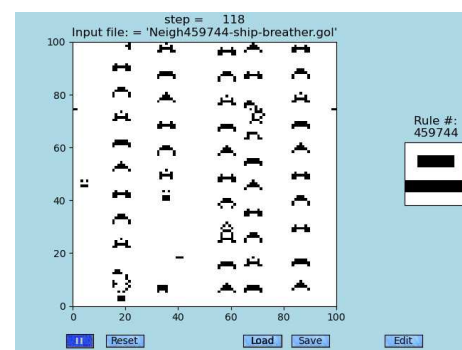 step = 118
Input file: = 'Neigh459744-ship-breather.gol'
100
80
60
40
20
0
0 20 40 60 80 100
Rule #:
459744
II Reset Load Save Edit